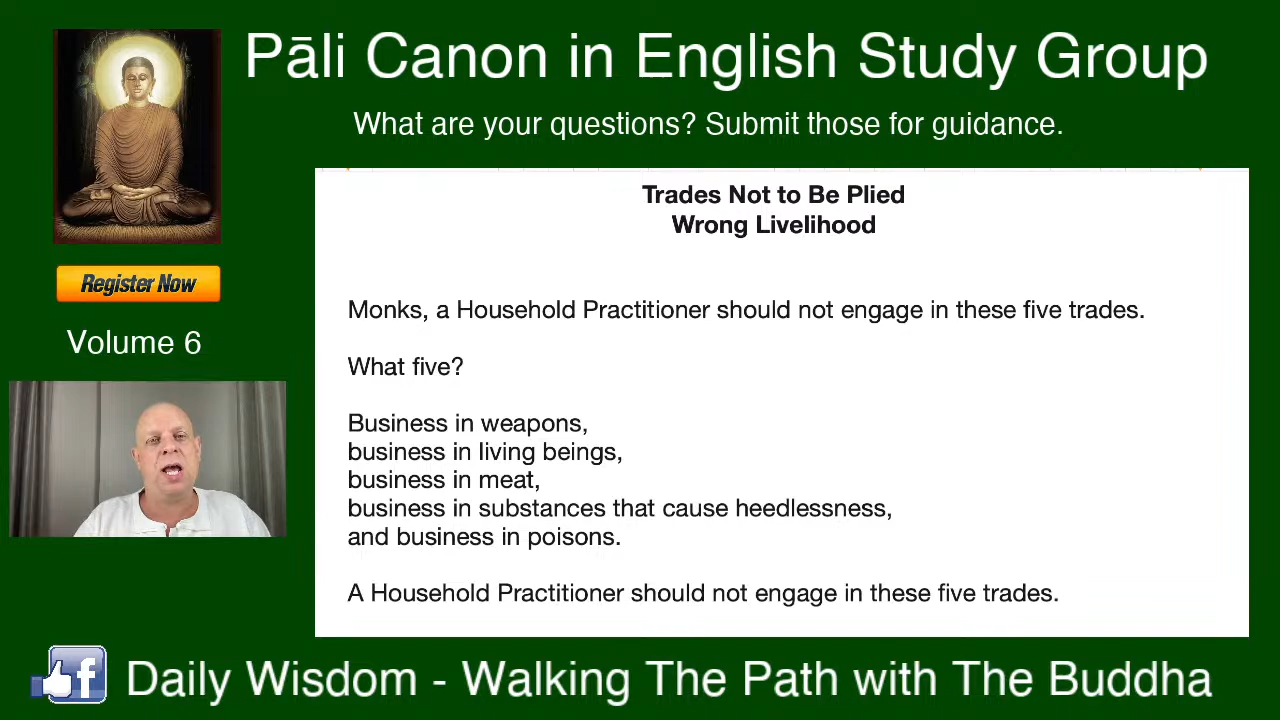 Pāli Canon in English Study Group
What are your questions? Submit those for guidance.
Register Now
Volume 6
Trades Not to Be Plied
Wrong Livelihood
Monks, a Household Practitioner should not engage in these five trades.
What five?
Business in weapons,
business in living beings,
business in meat,
business in substances that cause heedlessness,
and business in poisons.
A Household Practitioner should not engage in these five trades.
f
Daily Wisdom - Walking The Path with The Buddha